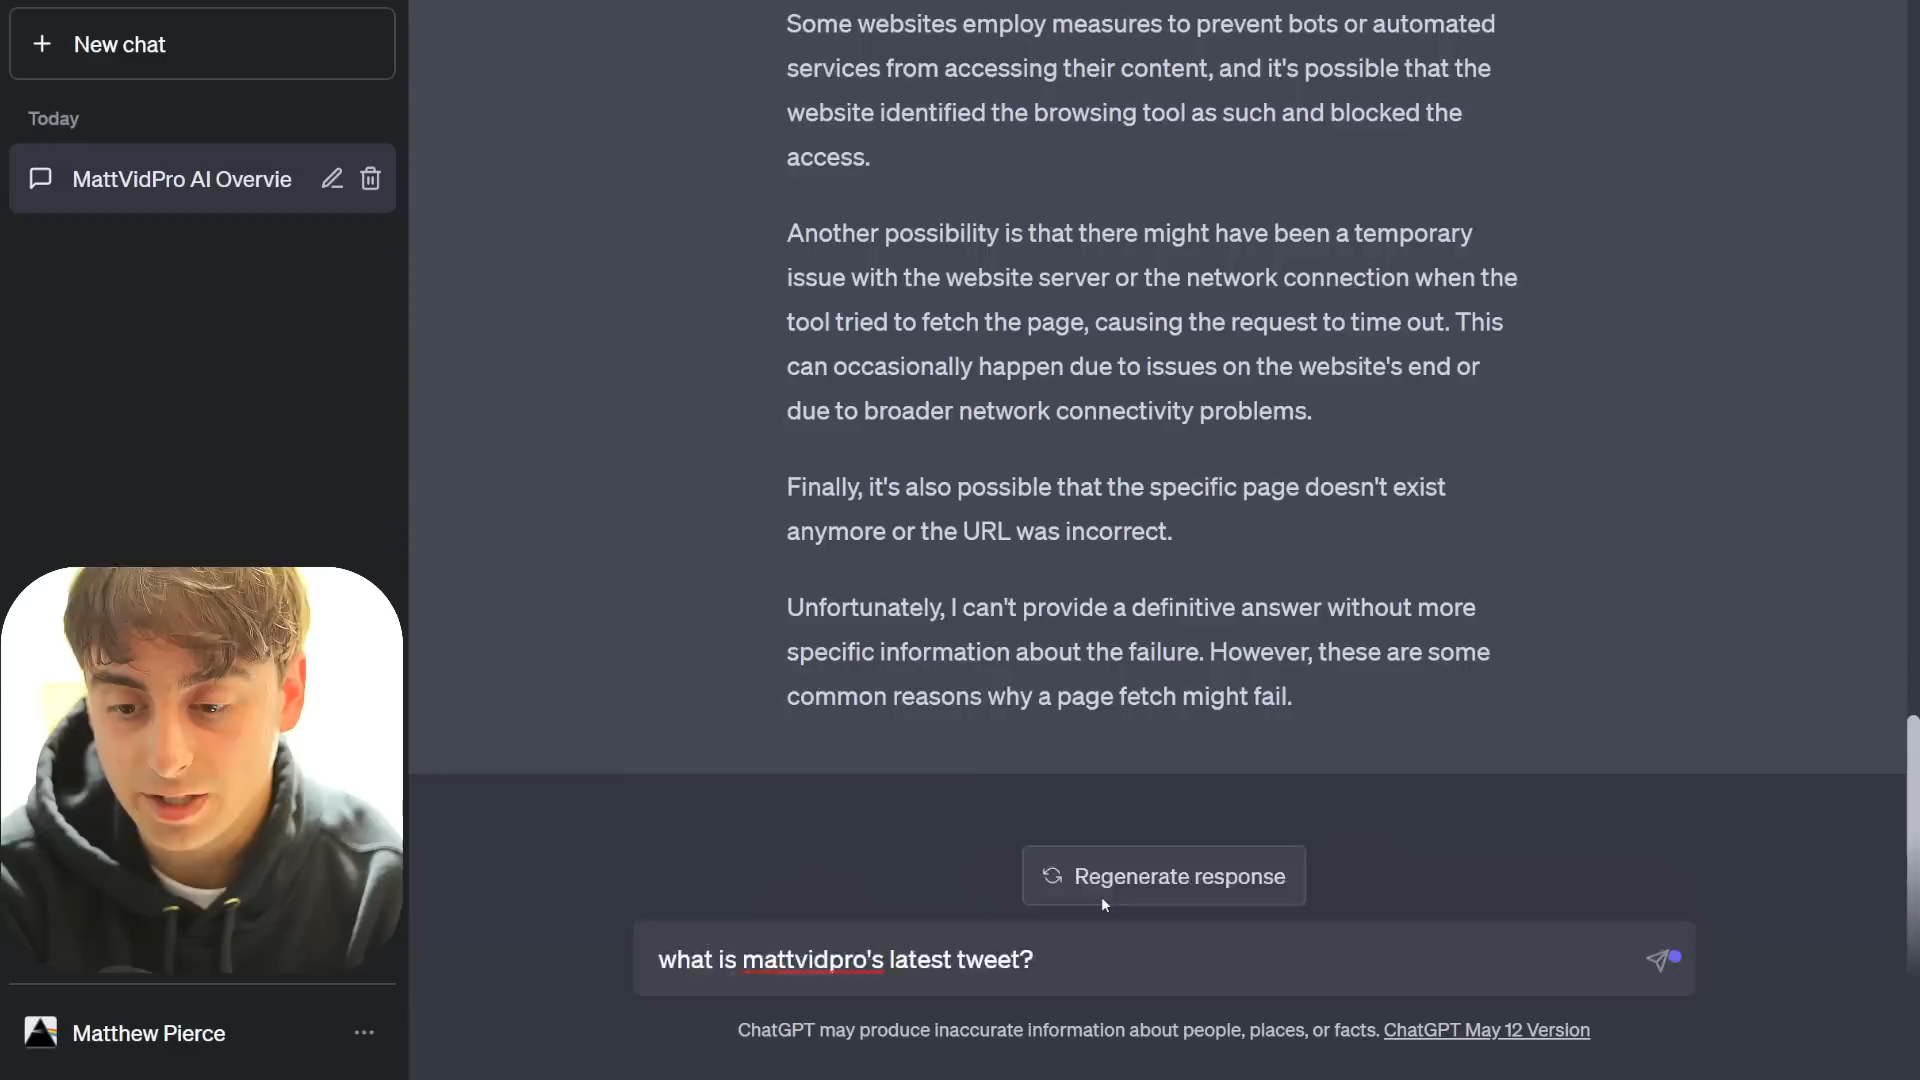 New chat
Today
MattVidPro AI Overvie
Some websites employ measures to prevent bots or automated
services from accessing their content, and it's possible that the
website identified the browsing tool as such and blocked the
access.
Another possibility is that there might have been a temporary
issue with the website server or the network connection when the
tool tried to fetch the page, causing the request to time out. This
can occasionally happen due to issues on the website's end or
due to broader network connectivity problems.
Finally, it's also possible that the specific page doesn't exist
anymore or the URL was incorrect.
Unfortunately, I can't provide a definitive answer without more
specific information about the failure. However, these are some
common reasons why a page fetch might fail.
Regenerate response
what is mattvidpro's latest tweet?
ChatGPT may produce inaccurate information about people, places, or facts. ChatGPT May 12 Version
Matthew Pierce